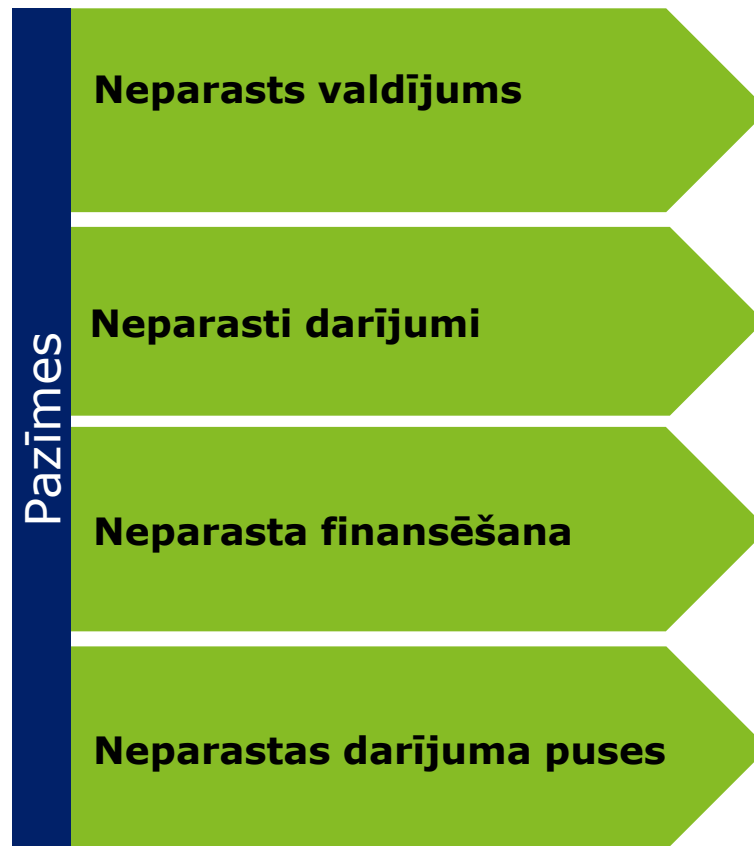 Pazīmes
Neparasts valdījums
Neparasti darījumi
Neparasta finansēšana
Neparastas darījuma puses